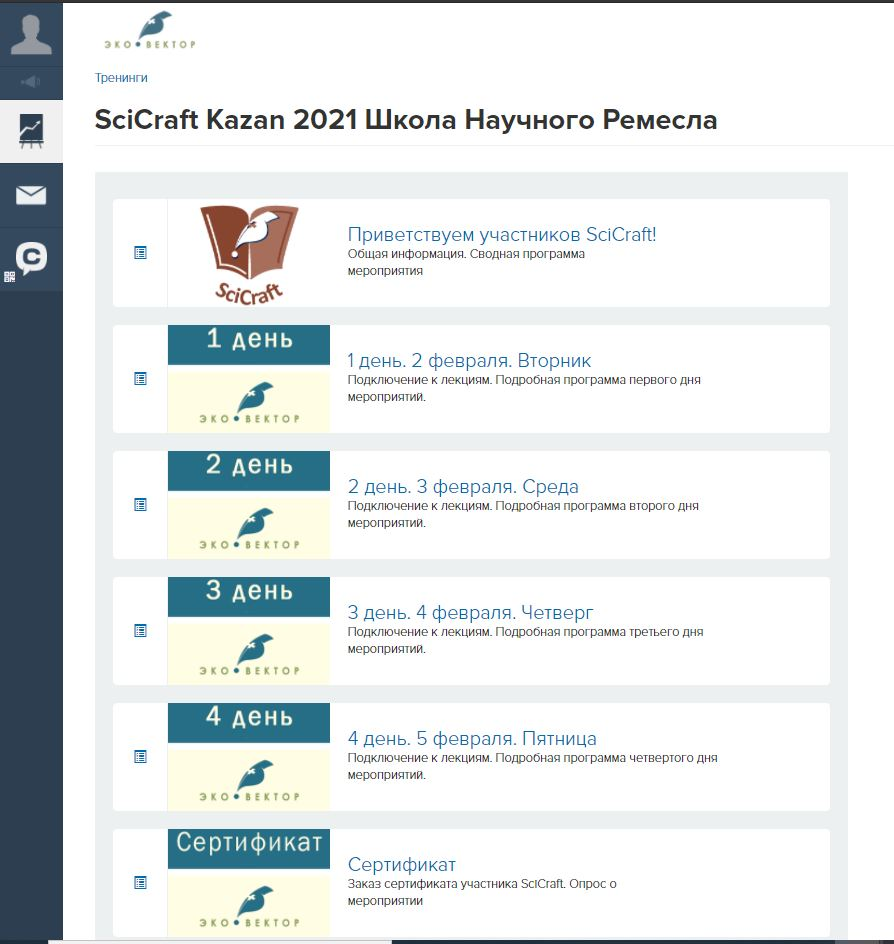 ЭКО•ВЕКТОР
Тренинги
SciCraft Kazan 2021 Школа Научного Ремесла
SciCraft
Приветствуем участников SciCraft!
Общая информация. Сводная программа
мероприятия
1 день
ЭКО•ВЕКТОР
1 день. 2 февраля. Вторник
Подключение к лекциям. Подробная программа первого дня
мероприятий.
2 день
ЭКО•ВЕКТОР
2 день. 3 февраля. Среда
Подключение к лекциям. Подробная программа второго дня
мероприятий.
3 день
ЭКО•ВЕКТОР
3 день. 4 февраля. Четверг
Подключение к лекциям. Подробная программа третьего дня
мероприятий.
4 день
ЭКО•ВЕКТОР
4 день. 5 февраля. Пятница
Подключение к лекциям. Подробная программа четвертого дня
мероприятий.
Сертификат
ЭКО•ВЕКТОР
Сертификат
Заказ сертификата участника SciCraft. Опрос о
мероприятии